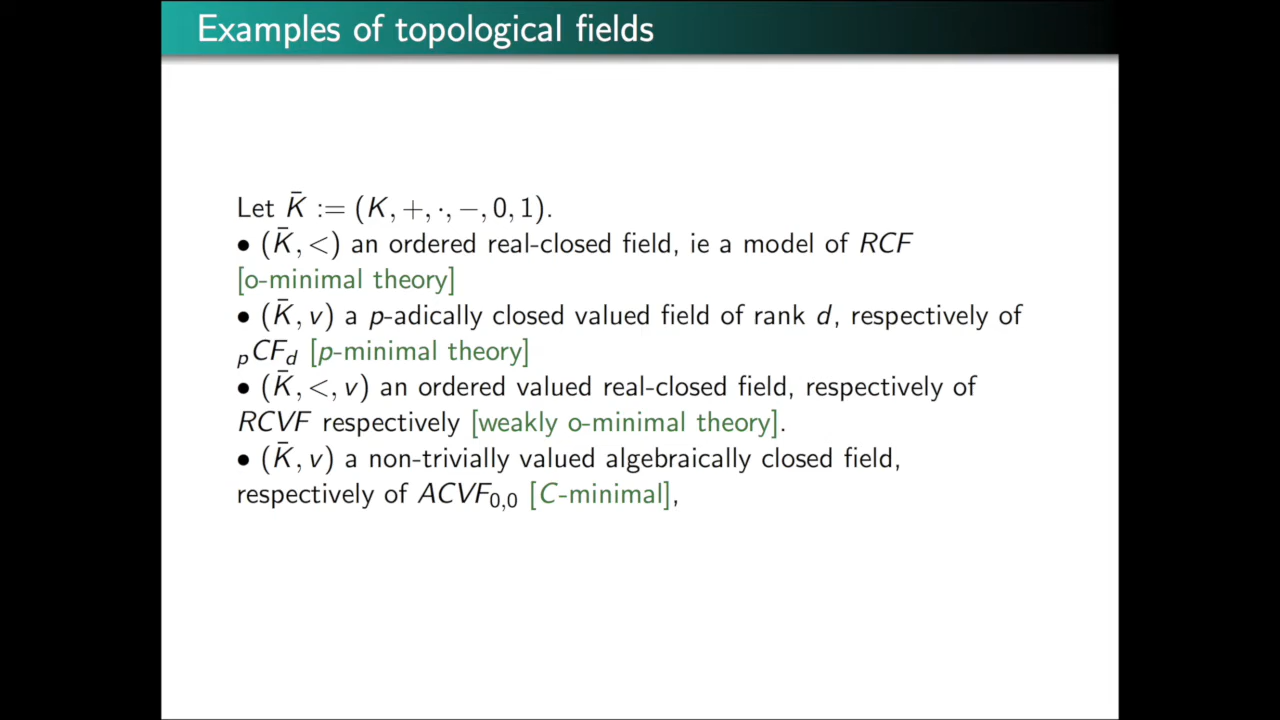 Examples of topological fields
Let K̄ := (K, +, ·, −, 0, 1).
• (K̄, <) an ordered real-closed field, ie a model of RCF
[o-minimal theory]
• (K̄, v) a p-adically closed valued field of rank d, respectively of
ₚCF_d [p-minimal theory]
• (K̄, <, v) an ordered valued real-closed field, respectively of
RCVF respectively [weakly o-minimal theory].
• (K̄, v) a non-trivially valued algebraically closed field,
respectively of ACVF₀,₀ [C-minimal],